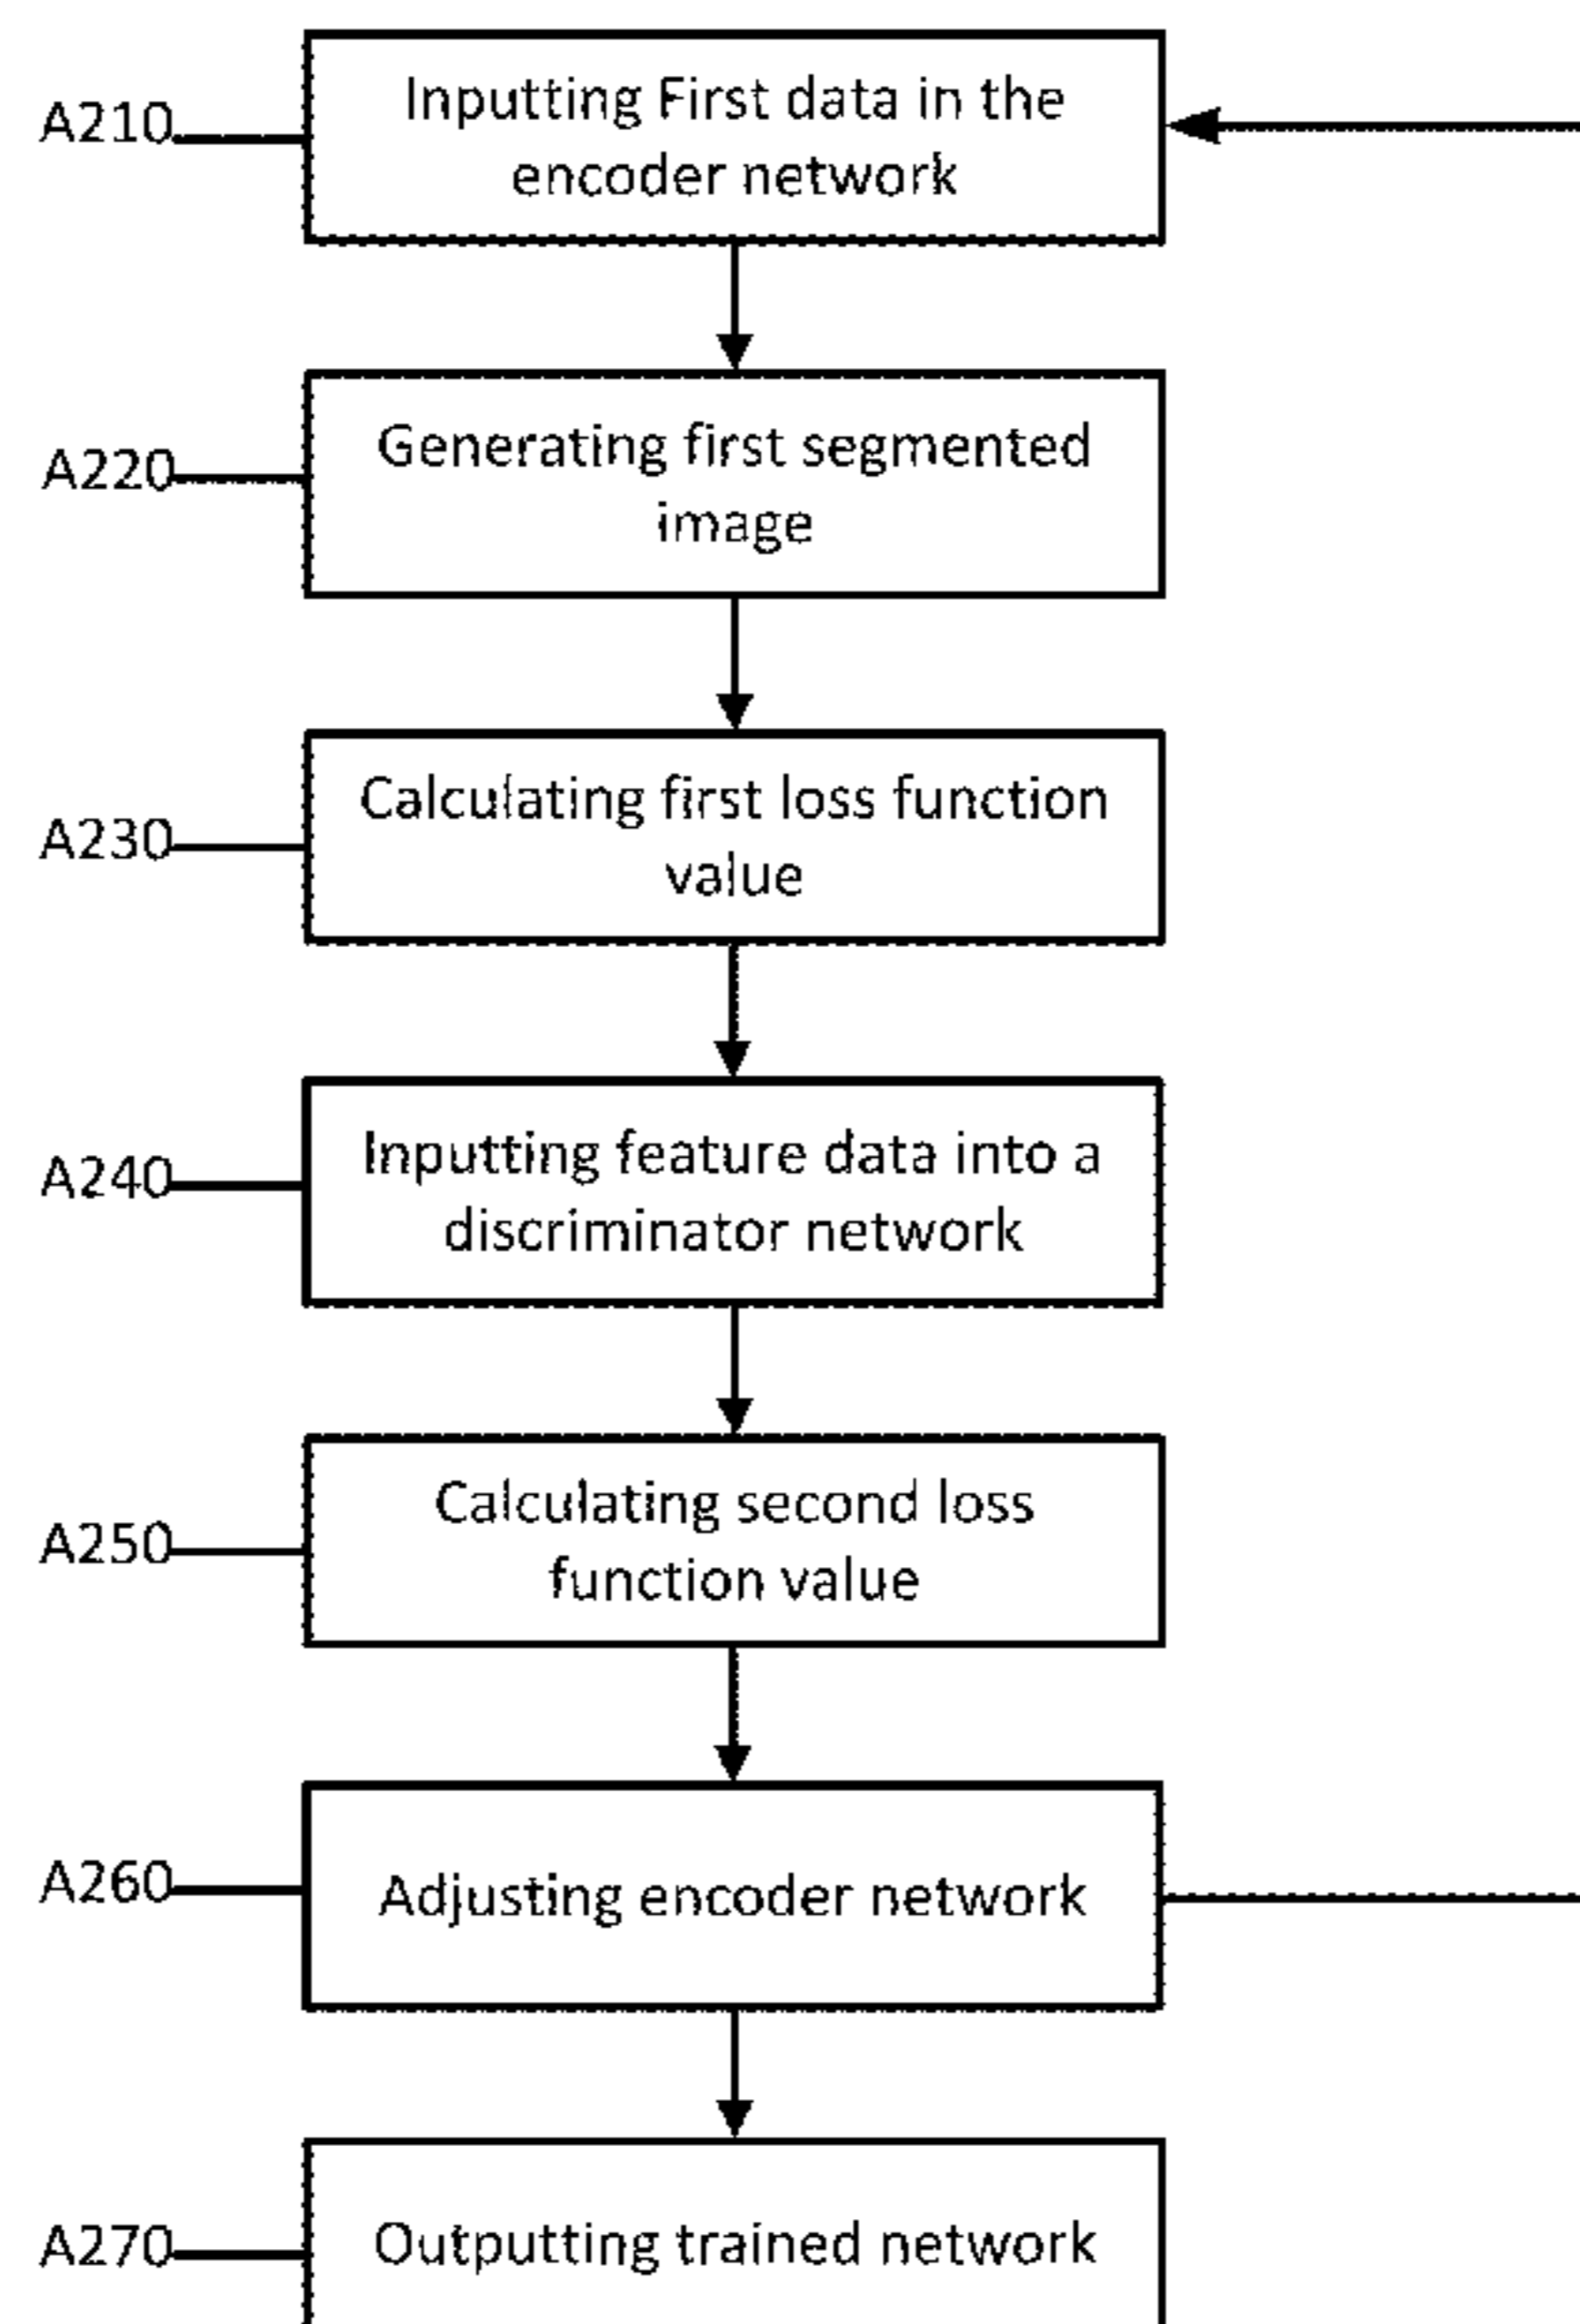 A210
Inputting First data in the
encoder network
A220
Generating first segmented
image
A230
Calculating first loss function
value
A240
Inputting feature data into a
discriminator network
A250
Calculating second loss
function value
A260
Adjusting encoder network
A270
Outputting trained network